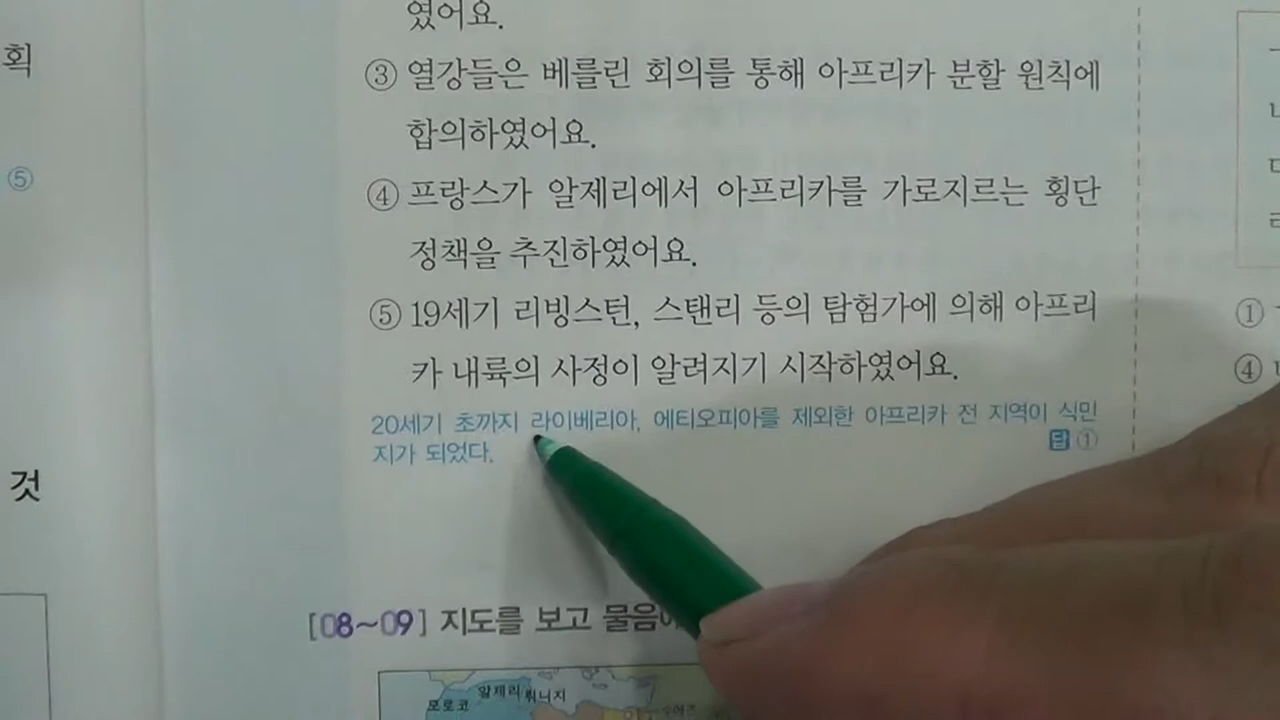 였어요.
③ 열강들은 베를린 회의를 통해 아프리카 분할 원칙에
합의하였어요.
④ 프랑스가 알제리에서 아프리카를 가로지르는 횡단
정책을 추진하였어요.
⑤ 19세기 리빙스턴, 스탠리 등의 탐험가에 의해 아프리
카 내륙의 사정이 알려지기 시작하였어요.
20세기 초까지 라이베리아, 에티오피아를 제외한 아프리카 전 지역이 식민
지가 되었다.
답 ①
[08~09] 지도를 보고 물음에
알제리 튀니지
모로코
수에즈
획
⑤
것
①
④